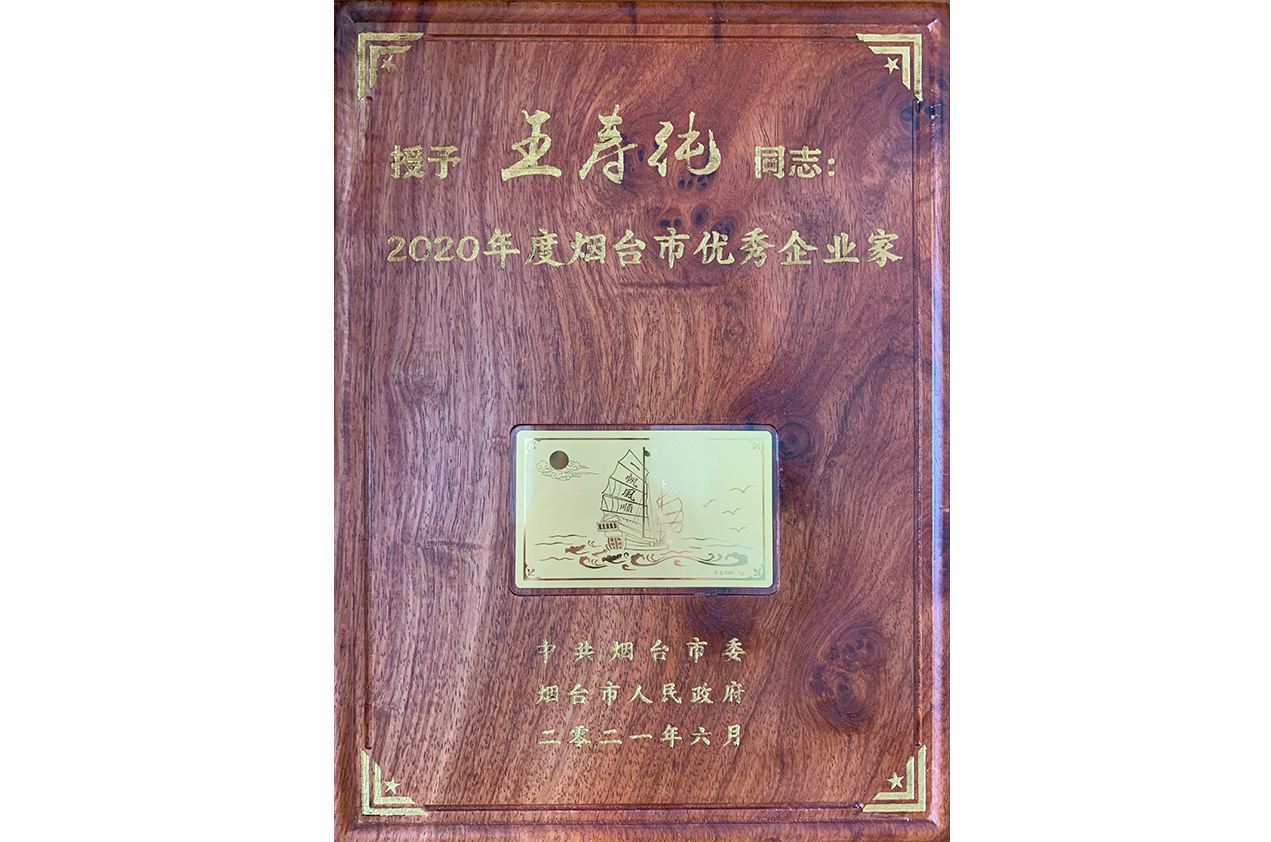 授予 王寿纯 同志：
2020年度烟台市优秀企业家
一帆風順
中共烟台市委
烟台市人民政府
二零二一年六月